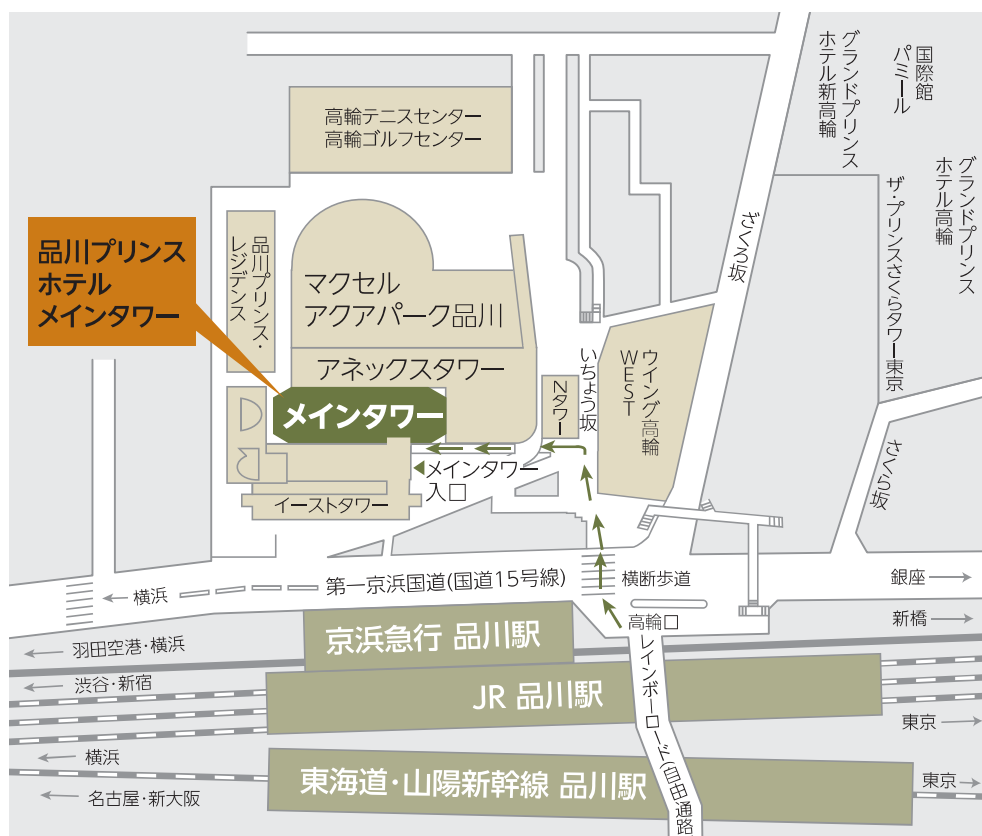 グランドプリンス
ホテル新高輪
国際館
パミール
高輪テニスセンター
高輪ゴルフセンター
グランドプリンス
ホテル高輪
ザ・プリンスさくらタワー東京
ざくろ坂
品川プリンス
ホテル
メインタワー
品川プリンス・
レジデンス
マクセル
アクアパーク品川
アネックスタワー
メインタワー
いちょう坂
Nタワー
ウイング高輪
WEST
さくら坂
メインタワー
入口
イーストタワー
第一京浜国道(国道15号線)
横断歩道
横浜
銀座
高輪口
新橋
羽田空港・横浜
京浜急行 品川駅
渋谷・新宿
JR 品川駅
レインボーロード(自由通路)
東京
横浜
東海道・山陽新幹線 品川駅
東京
名古屋・新大阪